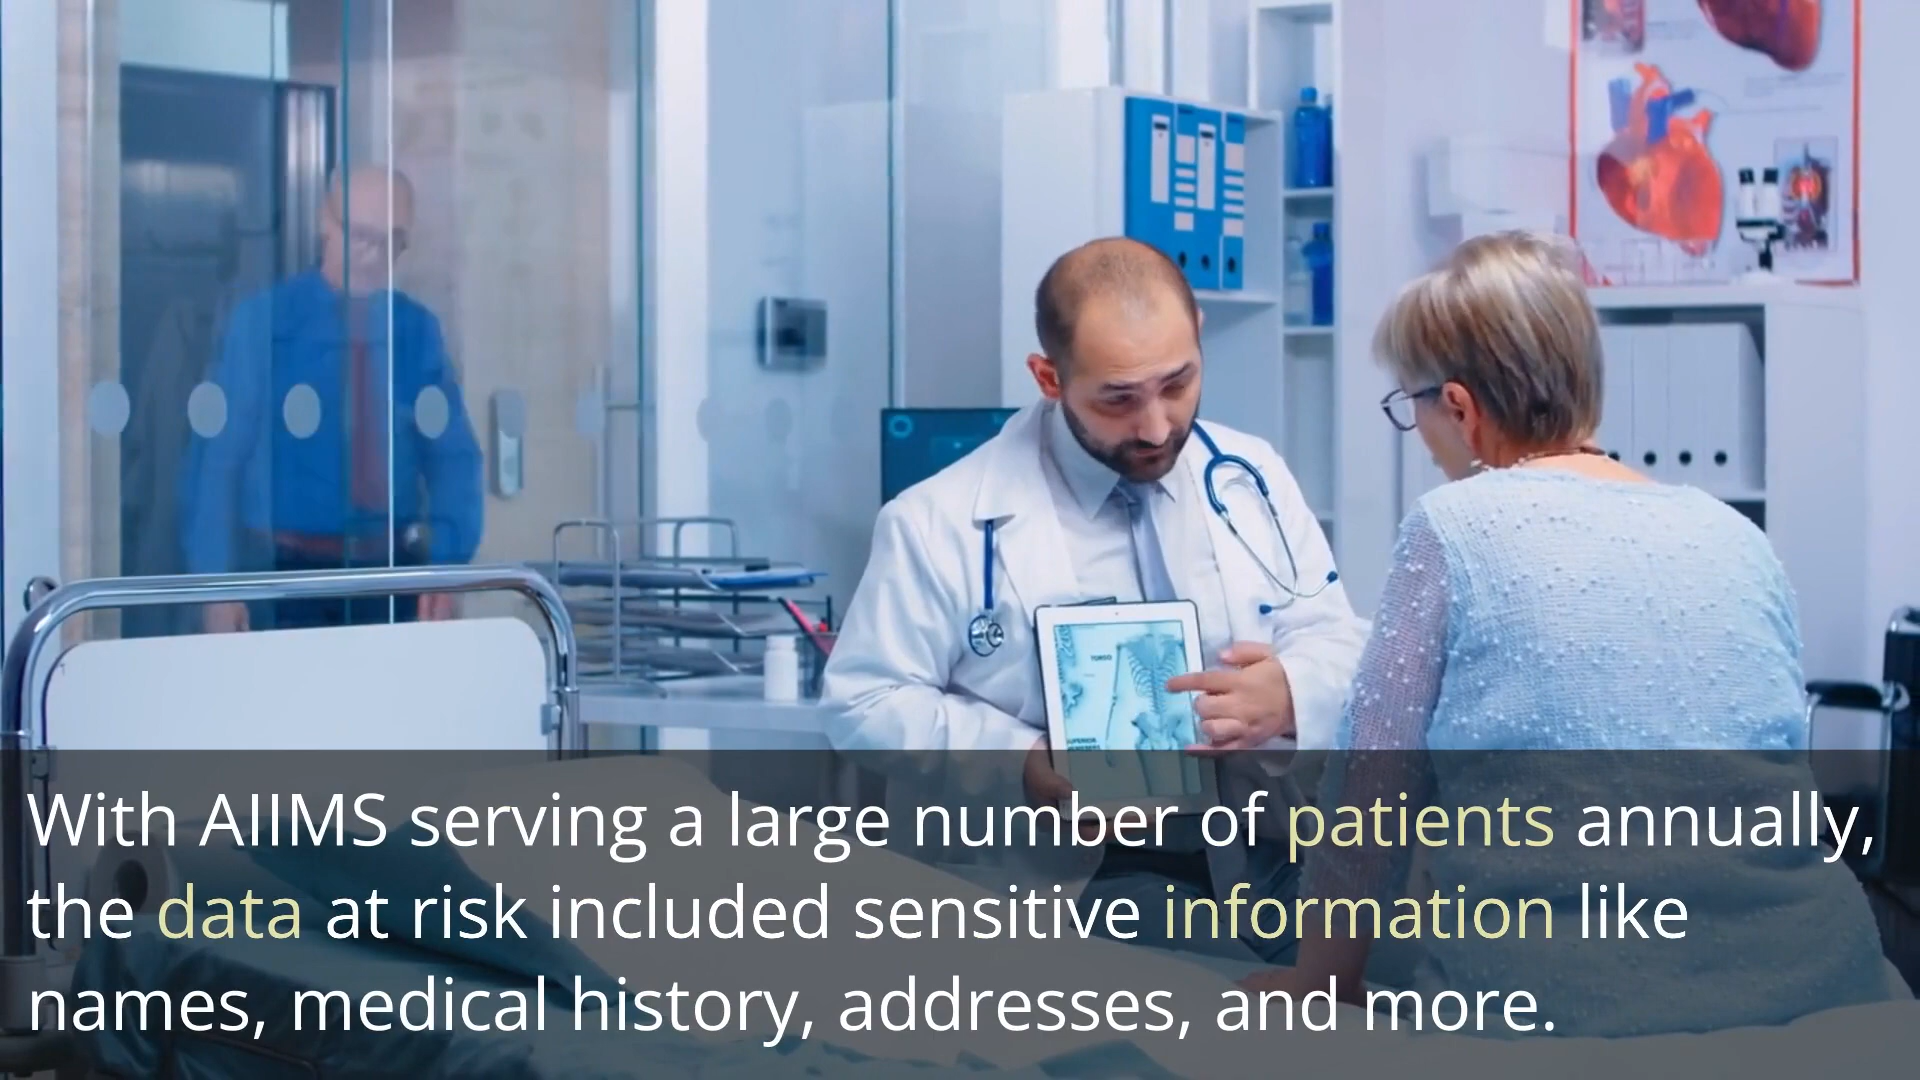 TORSO
With AIIMS serving a large number of patients annually,
the data at risk included sensitive information like
names, medical history, addresses, and more.